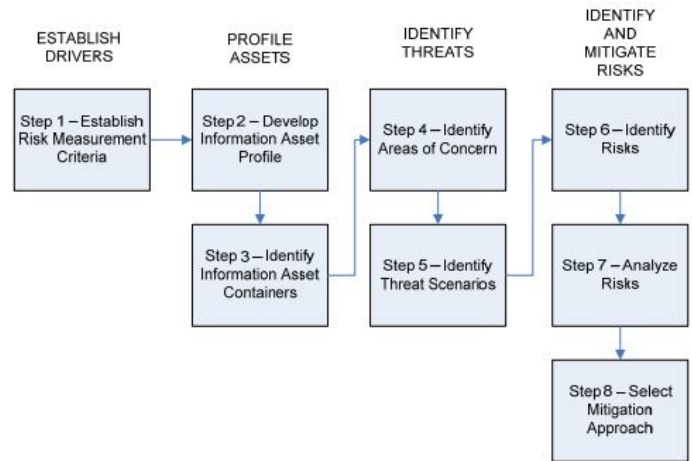 ESTABLISH
DRIVERS
PROFILE
ASSETS
IDENTIFY
THREATS
IDENTIFY
AND
MITIGATE
RISKS
Step 1 – Establish
Risk Measurement
Criteria
Step 2 – Develop
Information Asset
Profile
Step 3 – Identify
Information Asset
Containers
Step 4 – Identify
Areas of Concern
Step 5 – Identify
Threat Scenarios
Step 6 – Identify
Risks
Step 7 – Analyze
Risks
Step 8 – Select
Mitigation
Approach